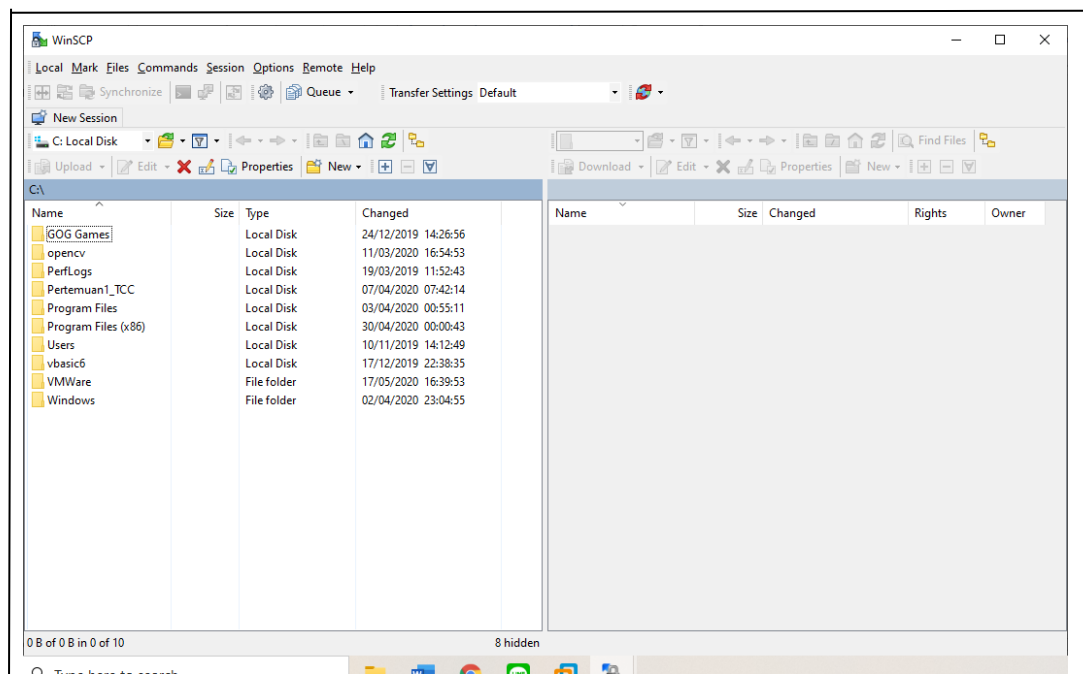 WinSCP
Local Mark Files Commands Session Options Remote Help
Synchronize Queue Transfer Settings Default
New Session
C: Local Disk Find Files
Upload Edit Properties New Download Edit Properties New
C:\
Name Size Type Changed Name Size Changed Rights Owner
GOG Games Local Disk 24/12/2019 14:26:56
opencv Local Disk 11/03/2020 16:54:53
PerfLogs Local Disk 19/03/2019 11:52:43
Pertemuan1_TCC Local Disk 07/04/2020 07:42:14
Program Files Local Disk 03/04/2020 00:55:11
Program Files (x86) Local Disk 30/04/2020 00:00:43
Users Local Disk 10/11/2019 14:12:49
vbasic6 Local Disk 17/12/2019 22:38:35
VMWare File folder 17/05/2020 16:39:53
Windows File folder 02/04/2020 23:04:55
0 B of 0 B in 0 of 10 8 hidden
Type here to search